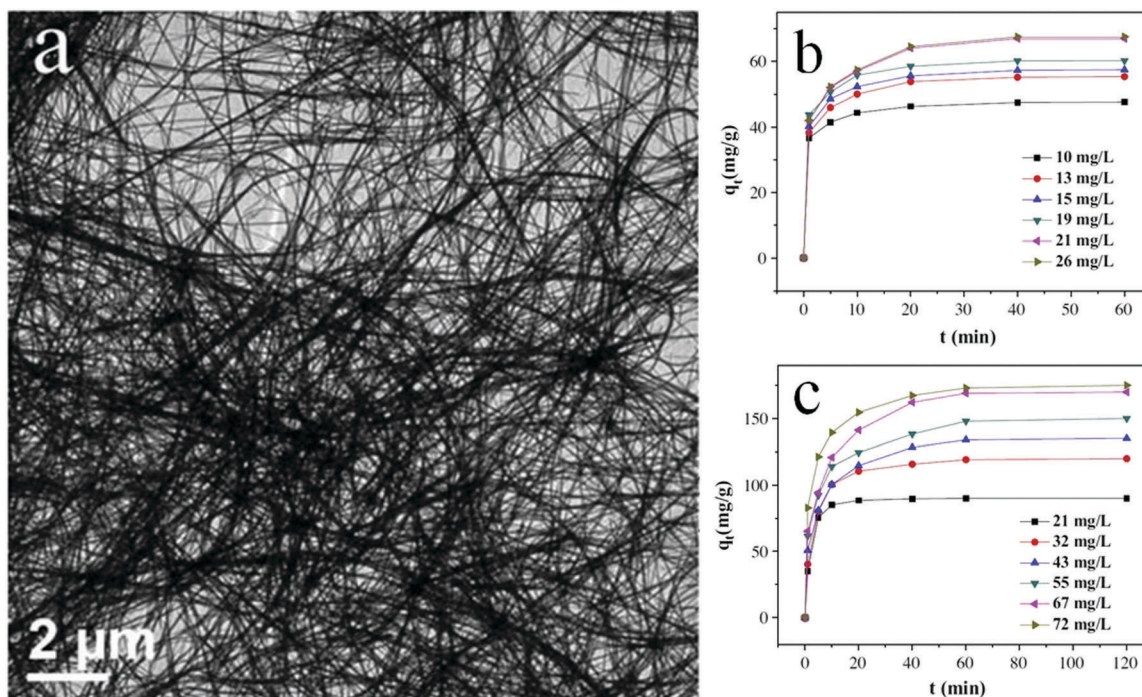 a
2 μm
b
60
40
20
0
qt(mg/g)
10 mg/L
13 mg/L
15 mg/L
19 mg/L
21 mg/L
26 mg/L
0 10 20 30 40 50 60
t (min)
c
150
100
50
0
qt(mg/g)
21 mg/L
32 mg/L
43 mg/L
55 mg/L
67 mg/L
72 mg/L
0 20 40 60 80 100 120
t (min)